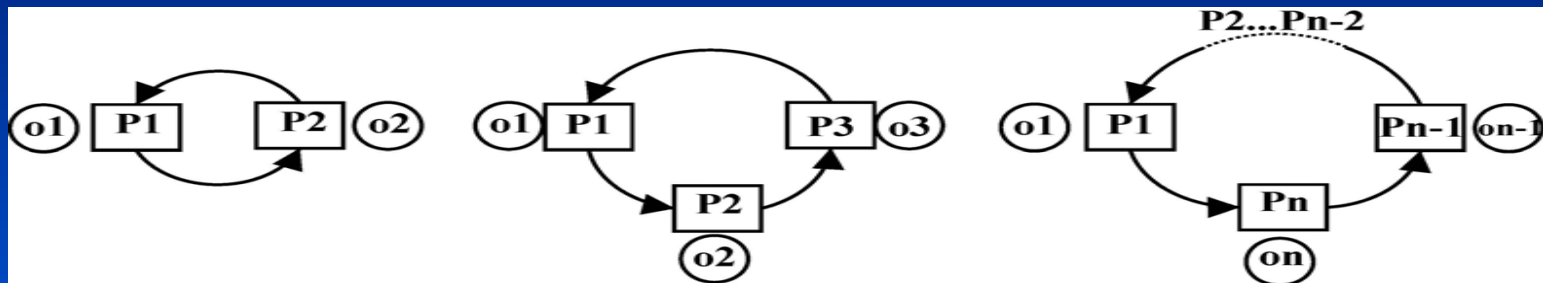 P2...Pn-2
o1 P1 P2 o2
o1 P1 P3 o3
P2
o2
o1 P1 Pn-1 on-1
Pn
on